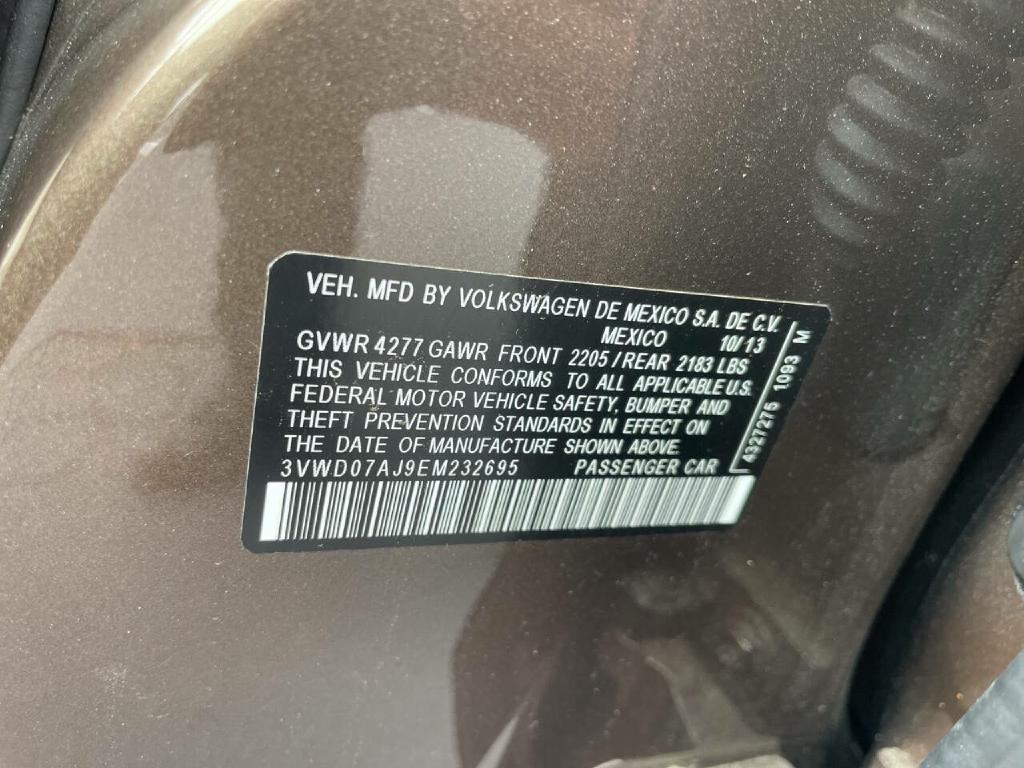 VEH. MFD BY VOLKSWAGEN DE MEXICO S.A. DE C.V.
MEXICO 10/13
GVWR 4277 GAWR FRONT 2205/REAR 2183 LBS
THIS VEHICLE CONFORMS TO ALL APPLICABLE U.S.
FEDERAL MOTOR VEHICLE SAFETY, BUMPER AND
THEFT PREVENTION STANDARDS IN EFFECT ON
THE DATE OF MANUFACTURE SHOWN ABOVE.
3VWD07AJ9EM232695 PASSENGER CAR
4327275 1093 M